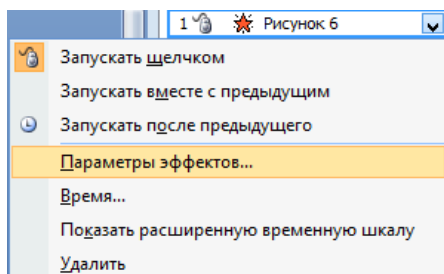 1 Рисунок 6
Запускать щелчком
Запускать вместе с предыдущим
Запускать после предыдущего
Параметры эффектов...
Время...
Показать расширенную временную шкалу
Удалить